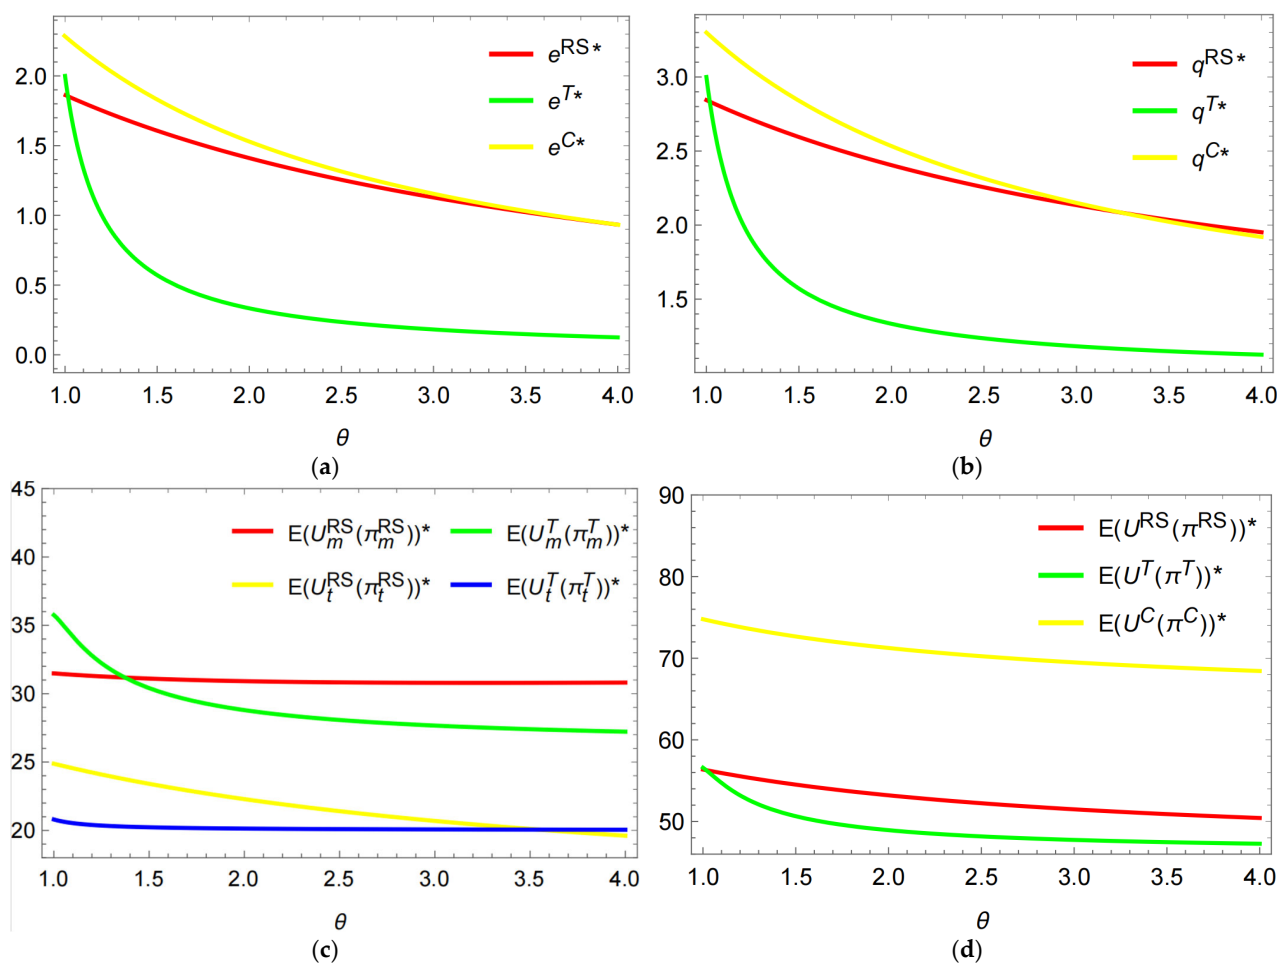 e^RS*
e^T*
e^C*
2.0
1.5
1.0
0.5
0.0
1.0 1.5 2.0 2.5 3.0 3.5 4.0
θ
(a)
q^RS*
q^T*
q^C*
3.0
2.5
2.0
1.5
1.0 1.5 2.0 2.5 3.0 3.5 4.0
θ
(b)
45
40
35
30
25
20
E(U_m^RS(π_m^RS))* E(U_m^T(π_m^T))*
E(U_t^RS(π_t^RS))* E(U_t^T(π_t^T))*
1.0 1.5 2.0 2.5 3.0 3.5 4.0
θ
(c)
90
80
70
60
50
E(U^RS(π^RS))*
E(U^T(π^T))*
E(U^C(π^C))*
1.0 1.5 2.0 2.5 3.0 3.5 4.0
θ
(d)